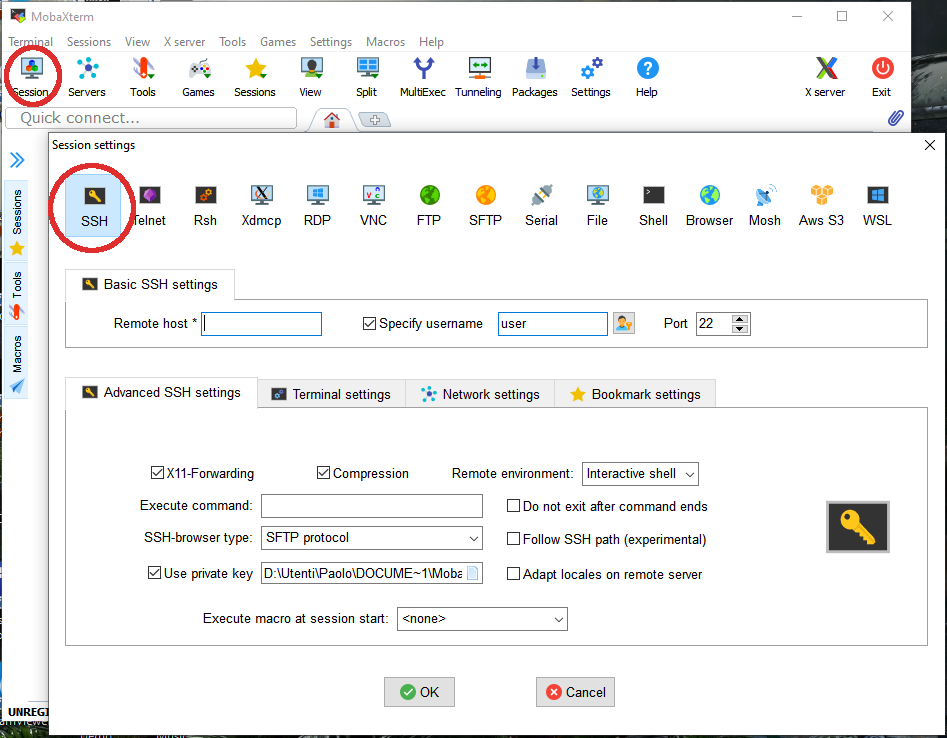 MobaXterm
Terminal Sessions View X server Tools Games Settings Macros Help
Session Servers Tools Games Sessions View Split MultiExec Tunneling Packages Settings Help X server Exit
Quick connect...
Session settings
Sessions
Tools
Macros
SSH Telnet Rsh Xdmcp RDP VNC FTP SFTP Serial File Shell Browser Mosh Aws S3 WSL
Basic SSH settings
Remote host * Specify username user Port 22
Advanced SSH settings Terminal settings Network settings Bookmark settings
X11-Forwarding Compression Remote environment: Interactive shell
Execute command: Do not exit after command ends
SSH-browser type: SFTP protocol Follow SSH path (experimental)
Use private key D:\Utenti\Paolo\DOCUME~1\Moba Adapt locales on remote server
Execute macro at session start: <none>
OK Cancel
UNREGI